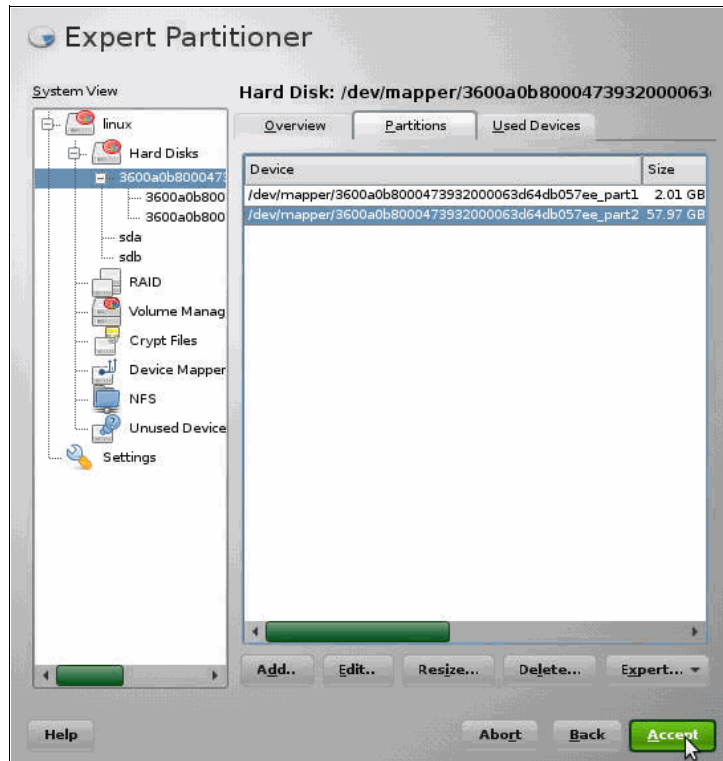 Expert Partitioner
System View
linux
Hard Disks
3600a0b8000473
3600a0b800
3600a0b800
sda
sdb
RAID
Volume Manag
Crypt Files
Device Mapper
NFS
Unused Device
Settings
Hard Disk: /dev/mapper/3600a0b8000473932000063
Overview Partitions Used Devices
Device Size
/dev/mapper/3600a0b8000473932000063d64db057ee_part1 2.01 GB
/dev/mapper/3600a0b8000473932000063d64db057ee_part2 57.97 GB
Add.. Edit.. Resize... Delete... Expert...
Help Abort Back Accept